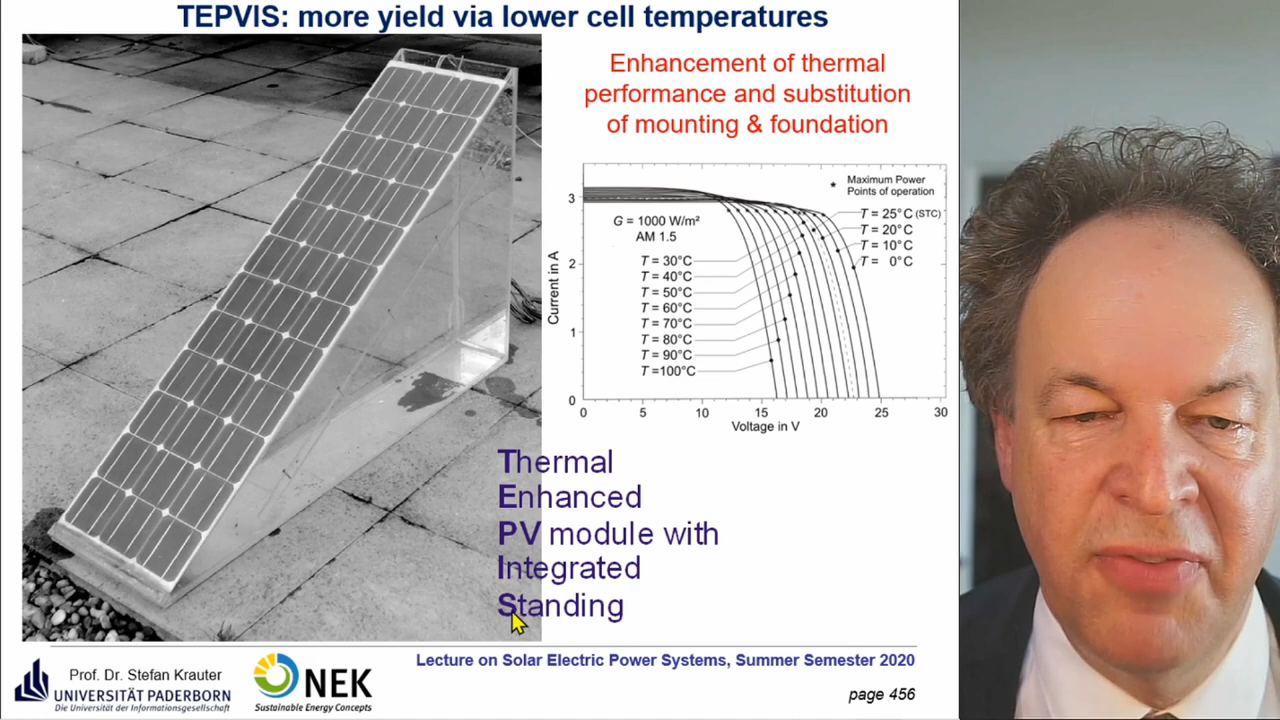 TEPVIS: more yield via lower cell temperatures
Enhancement of thermal
performance and substitution
of mounting & foundation
Maximum Power
Points of operation
G = 1000 W/m²
AM 1.5
T = 25°C (STC)
T = 20°C
T = 10°C
T = 0°C
T = 30°C
T = 40°C
T = 50°C
T = 60°C
T = 70°C
T = 80°C
T = 90°C
T =100°C
Current in A
3
2
1
0
0 5 10 15 20 25 30
Voltage in V
Thermal
Enhanced
PV module with
Integrated
Standing
Lecture on Solar Electric Power Systems, Summer Semester 2020
Prof. Dr. Stefan Krauter
UNIVERSITÄT PADERBORN
Die Universität der Informationsgesellschaft
NEK
Sustainable Energy Concepts
page 456